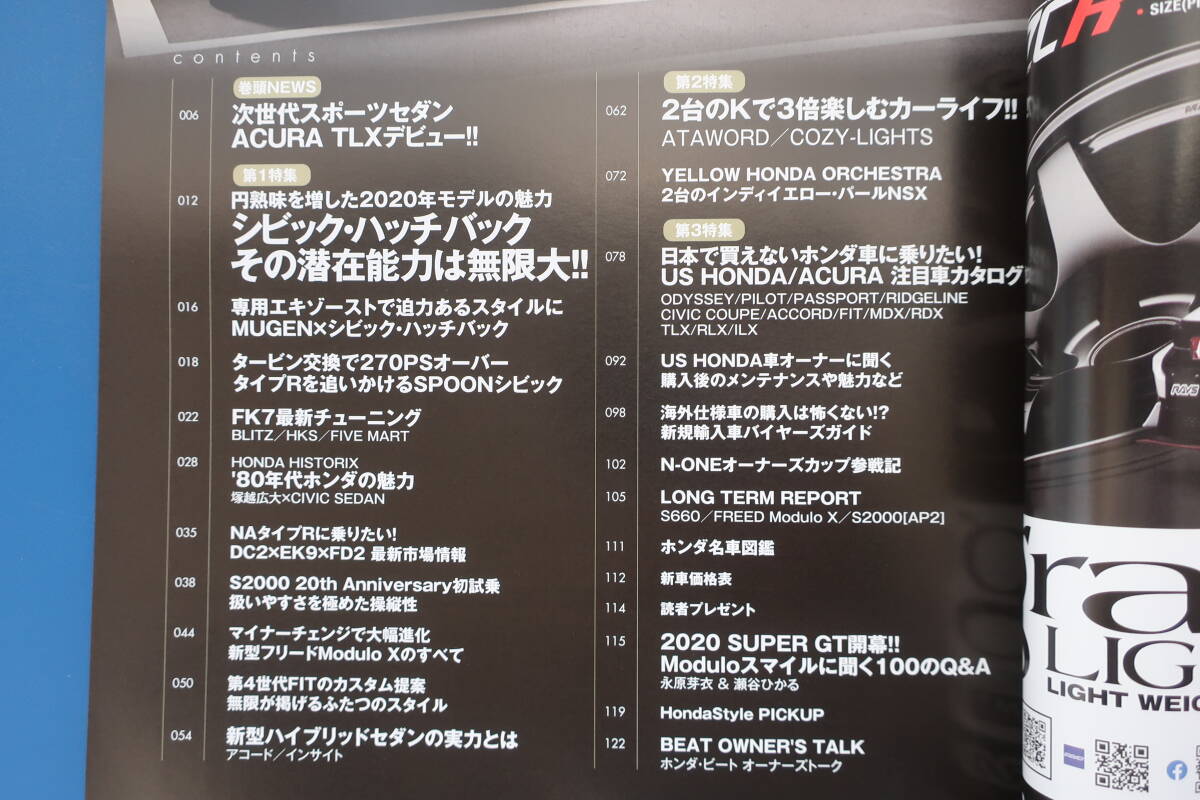 contents
巻頭NEWS
006
次世代スポーツセダン
ACURA TLXデビュー!!
第1特集
012
円熟味を増した2020年モデルの魅力
シビック・ハッチバック
その潜在能力は無限大!!
016
専用エキゾーストで迫力あるスタイルに
MUGEN×シビック・ハッチバック
018
タービン交換で270PSオーバー
タイプRを追いかけるSPOONシビック
022
FK7最新チューニング
BLITZ/HKS/FIVE MART
028
HONDA HISTORIX
'80年代ホンダの魅力
塚越広大×CIVIC SEDAN
035
NAタイプRに乗りたい!
DC2×EK9×FD2 最新市場情報
038
S2000 20th Anniversary初試乗
扱いやすさを極めた操縦性
044
マイナーチェンジで大幅進化
新型フリードModulo Xのすべて
050
第4世代FITのカスタム提案
無限が掲げるふたつのスタイル
054
新型ハイブリッドセダンの実力とは
アコード/インサイト
第2特集
062
2台のKで3倍楽しむカーライフ!!
ATAWORD/COZY-LIGHTS
072
YELLOW HONDA ORCHESTRA
2台のインディイエロー・パールNSX
第3特集
078
日本で買えないホンダ車に乗りたい!
US HONDA/ACURA 注目車カタログ
ODYSSEY/PILOT/PASSPORT/RIDGELINE
CIVIC COUPE/ACCORD/FIT/MDX/RDX
TLX/RLX/ILX
092
US HONDA車オーナーに聞く
購入後のメンテナンスや魅力など
098
海外仕様車の購入は怖くない!?
新規輸入車バイヤーズガイド
102
N-ONEオーナーズカップ参戦記
105
LONG TERM REPORT
S660/FREED Modulo X/S2000[AP2]
111
ホンダ名車図鑑
112
新車価格表
114
読者プレゼント
115
2020 SUPER GT開幕!!
Moduloスマイルに聞く100のQ&A
永原芽衣 & 瀬谷ひかる
119
HondaStyle PICKUP
122
BEAT OWNER'S TALK
ホンダ・ビート オーナーズトーク
SIZE(P
RAYS
LIG
LIGHT WEIG